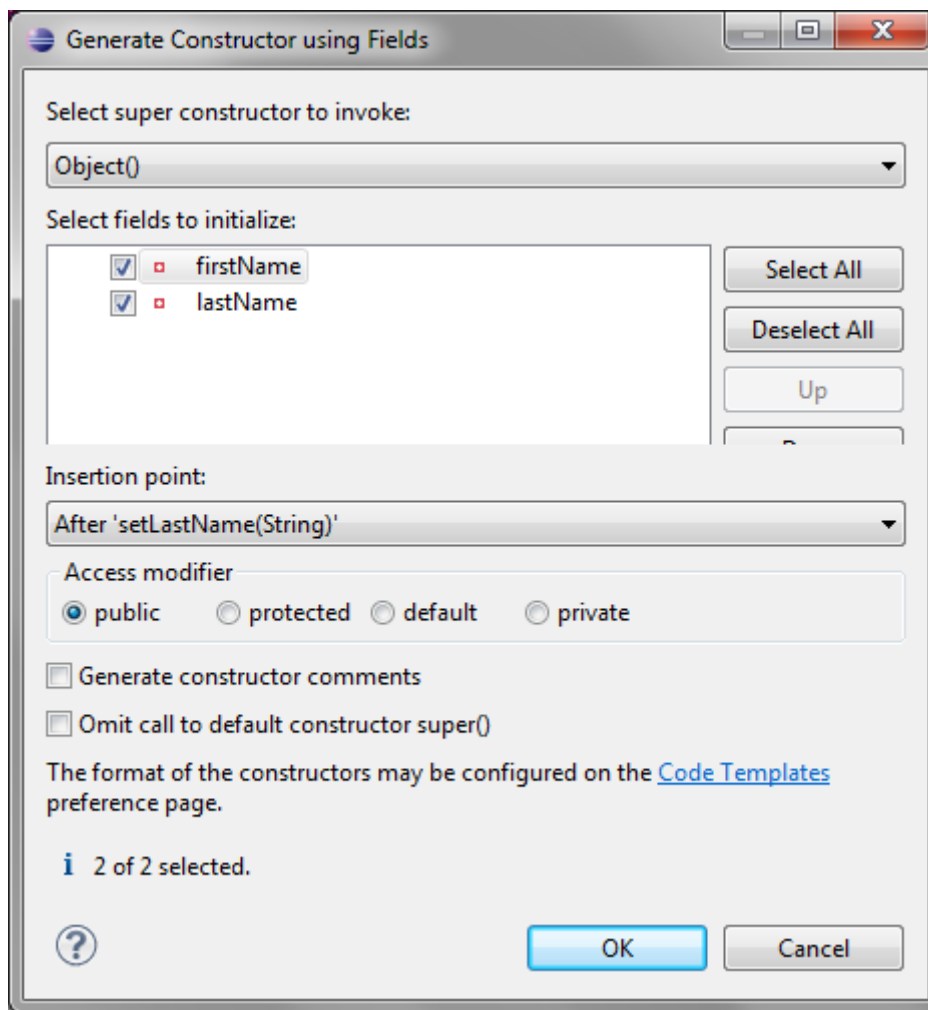 Generate Constructor using Fields
Select super constructor to invoke:
Object()
Select fields to initialize:
firstName
Select All
lastName
Deselect All
Up
Insertion point:
After 'setLastName(String)'
Access modifier
public protected default private
Generate constructor comments
Omit call to default constructor super()
The format of the constructors may be configured on the Code Templates
preference page.
2 of 2 selected.
OK Cancel